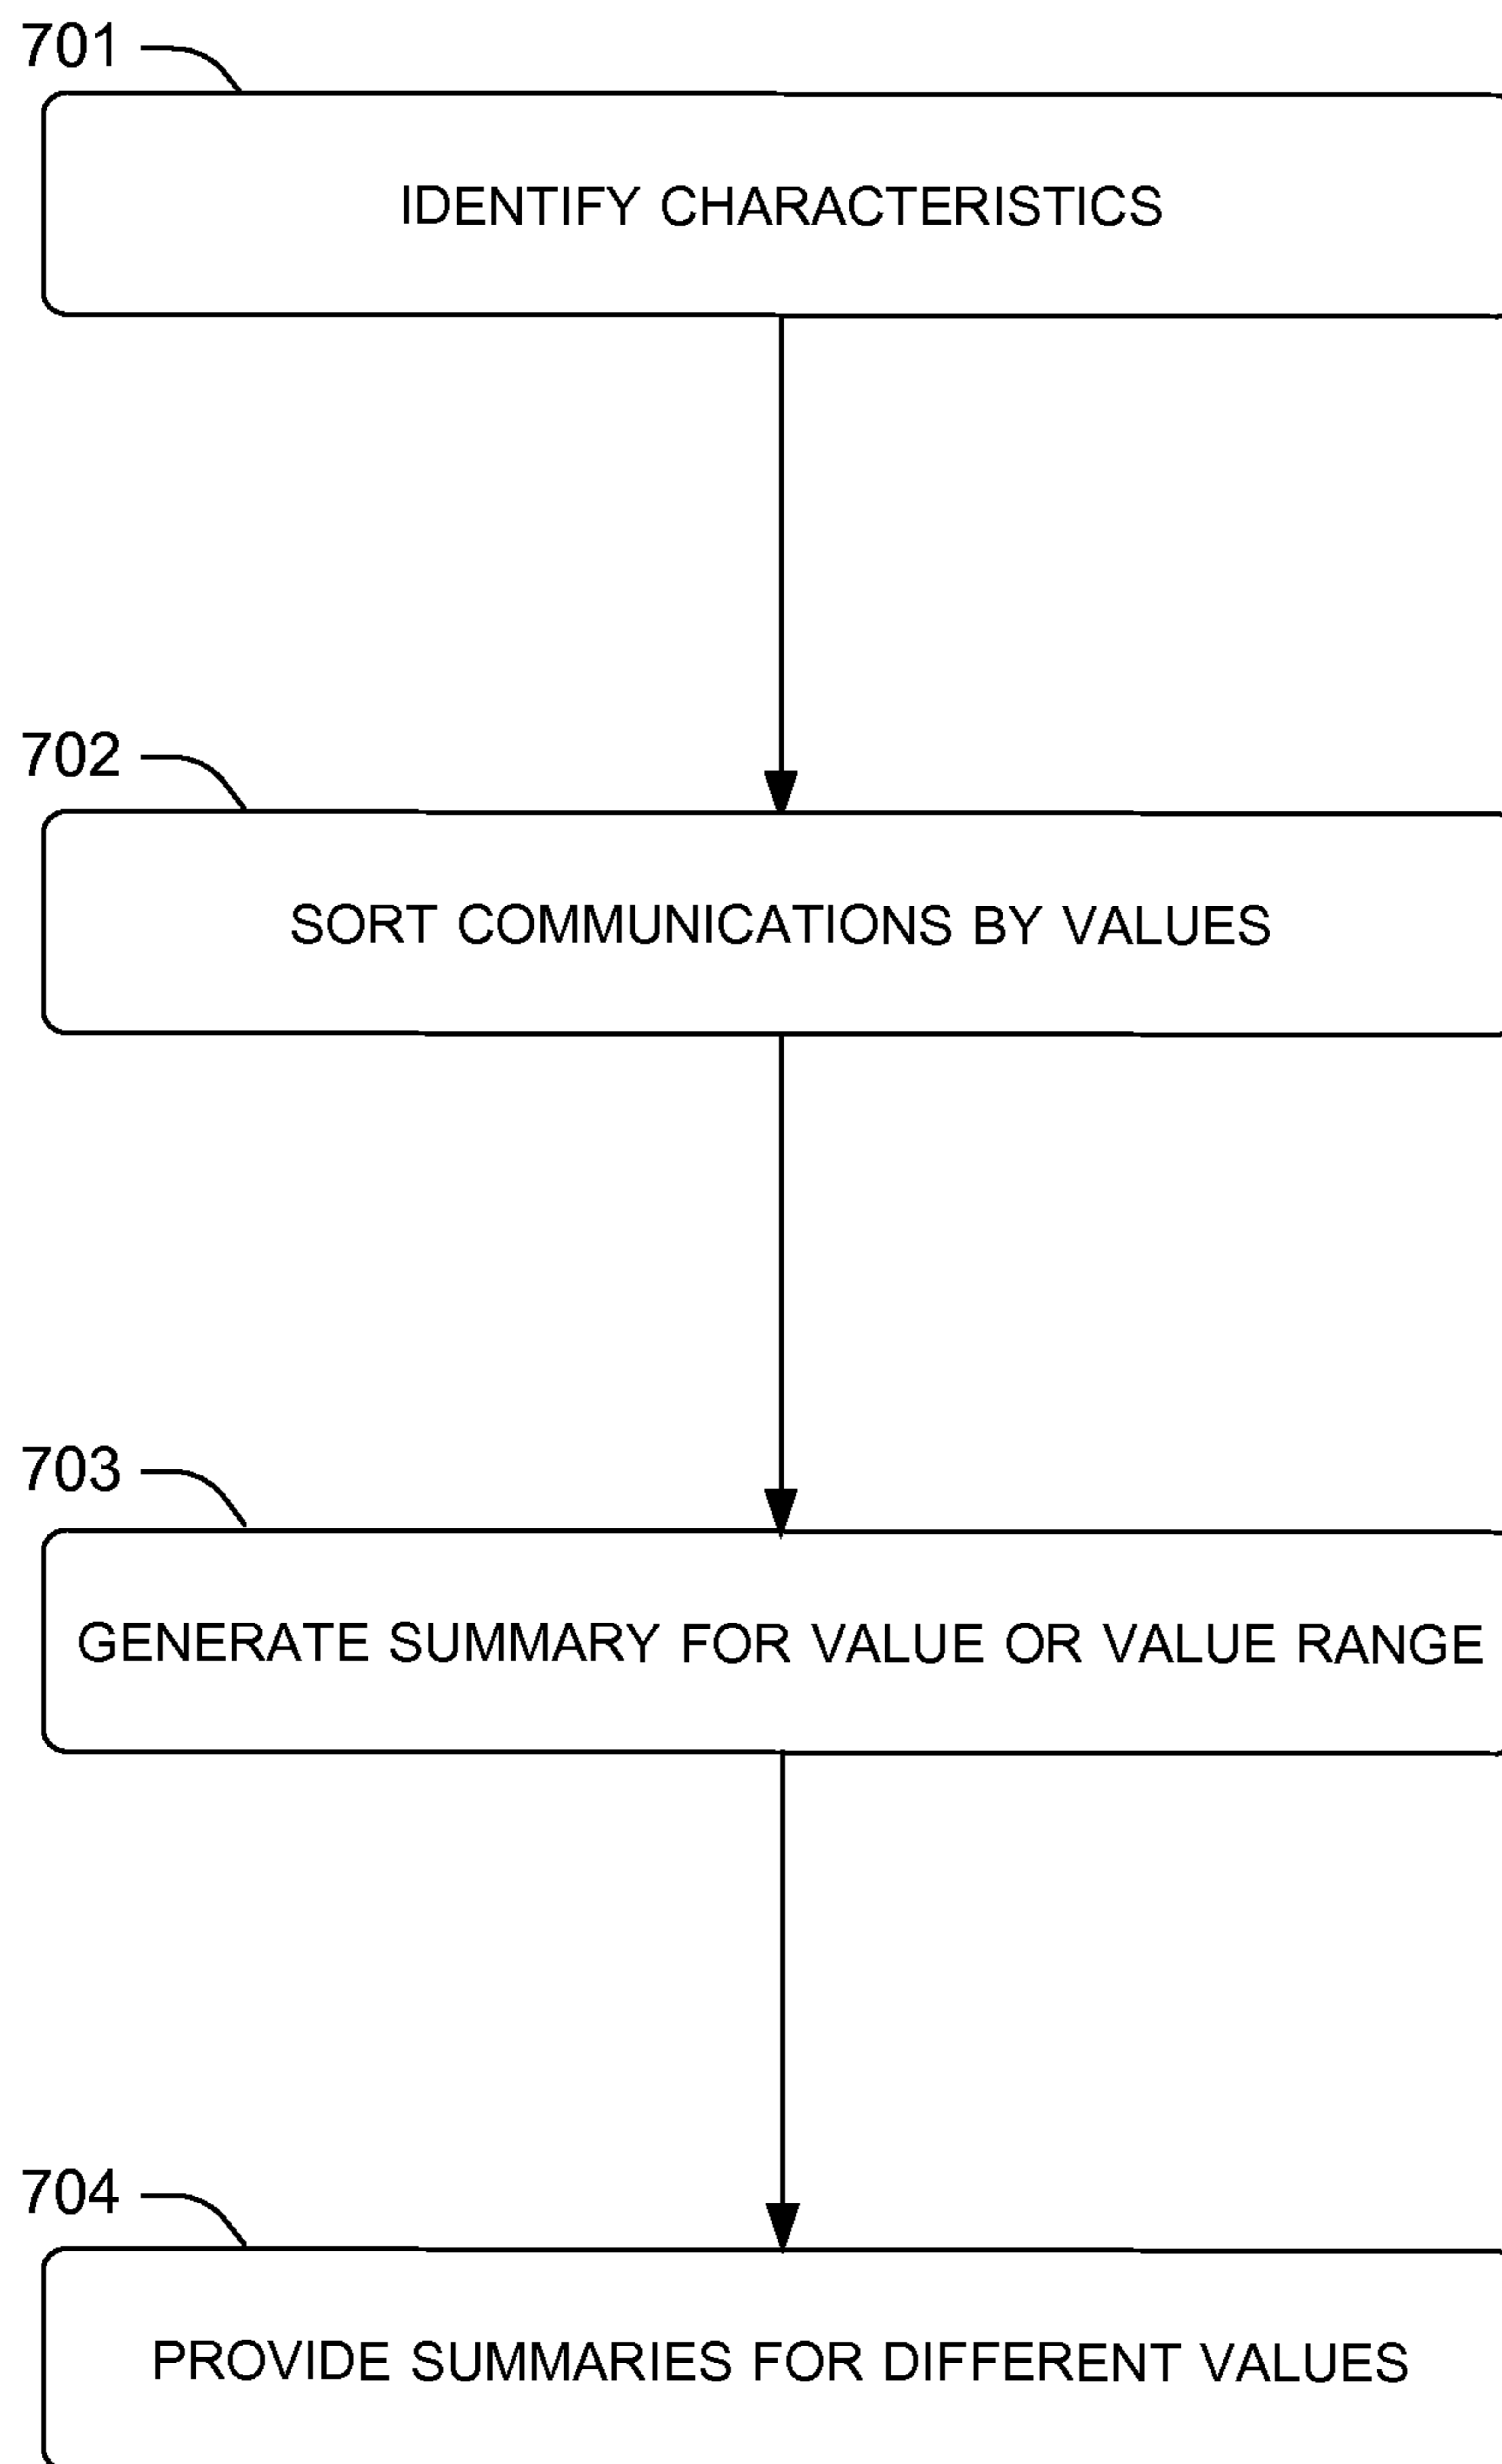 701
IDENTIFY CHARACTERISTICS
702
SORT COMMUNICATIONS BY VALUES
703
GENERATE SUMMARY FOR VALUE OR VALUE RANGE
704
PROVIDE SUMMARIES FOR DIFFERENT VALUES